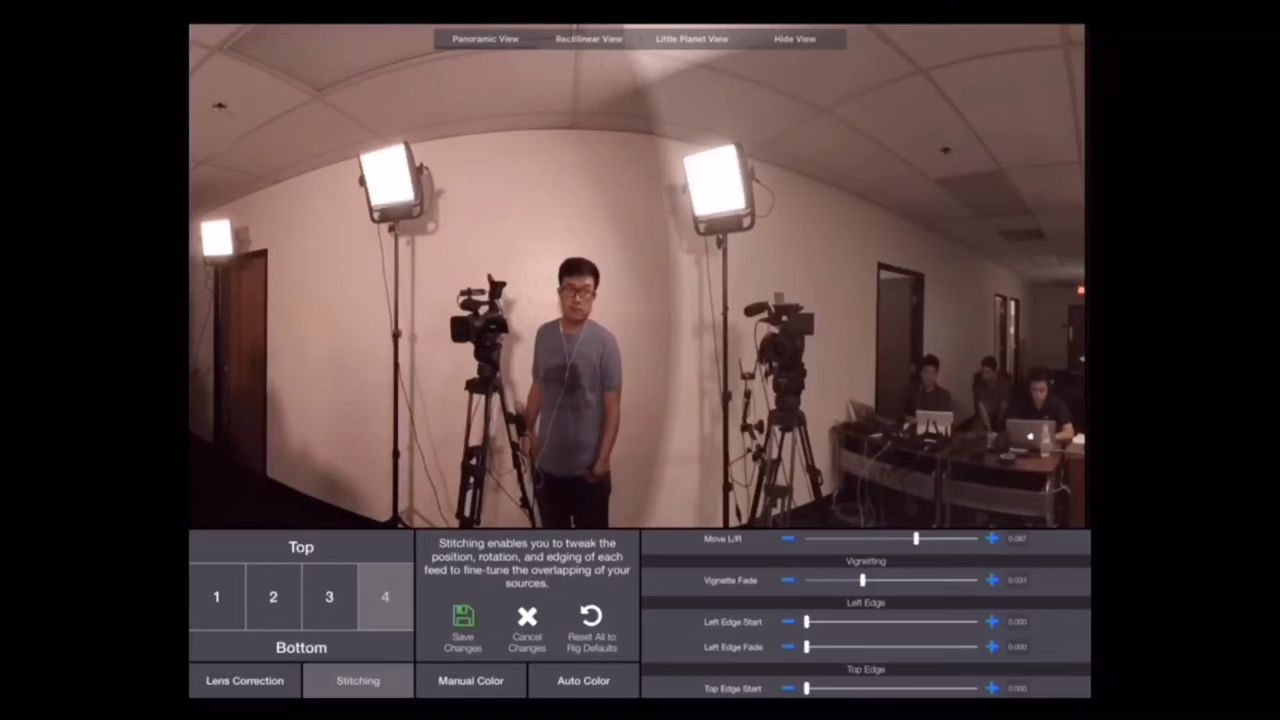 Panoramic View Rectilinear View Little Planet View Hide View
Top
1 2 3 4
Bottom
Lens Correction Stitching
Stitching enables you to tweak the
position, rotation, and edging of each
feed to fine-tune the overlapping of your
sources.
Save
Changes
Cancel
Changes
Reset All to
Rig Defaults
Manual Color Auto Color
Move L/R 0.087
Vignetting
Vignette Fade 0.031
Left Edge
Left Edge Start 0.000
Left Edge Fade 0.000
Top Edge
Top Edge Start 0.000